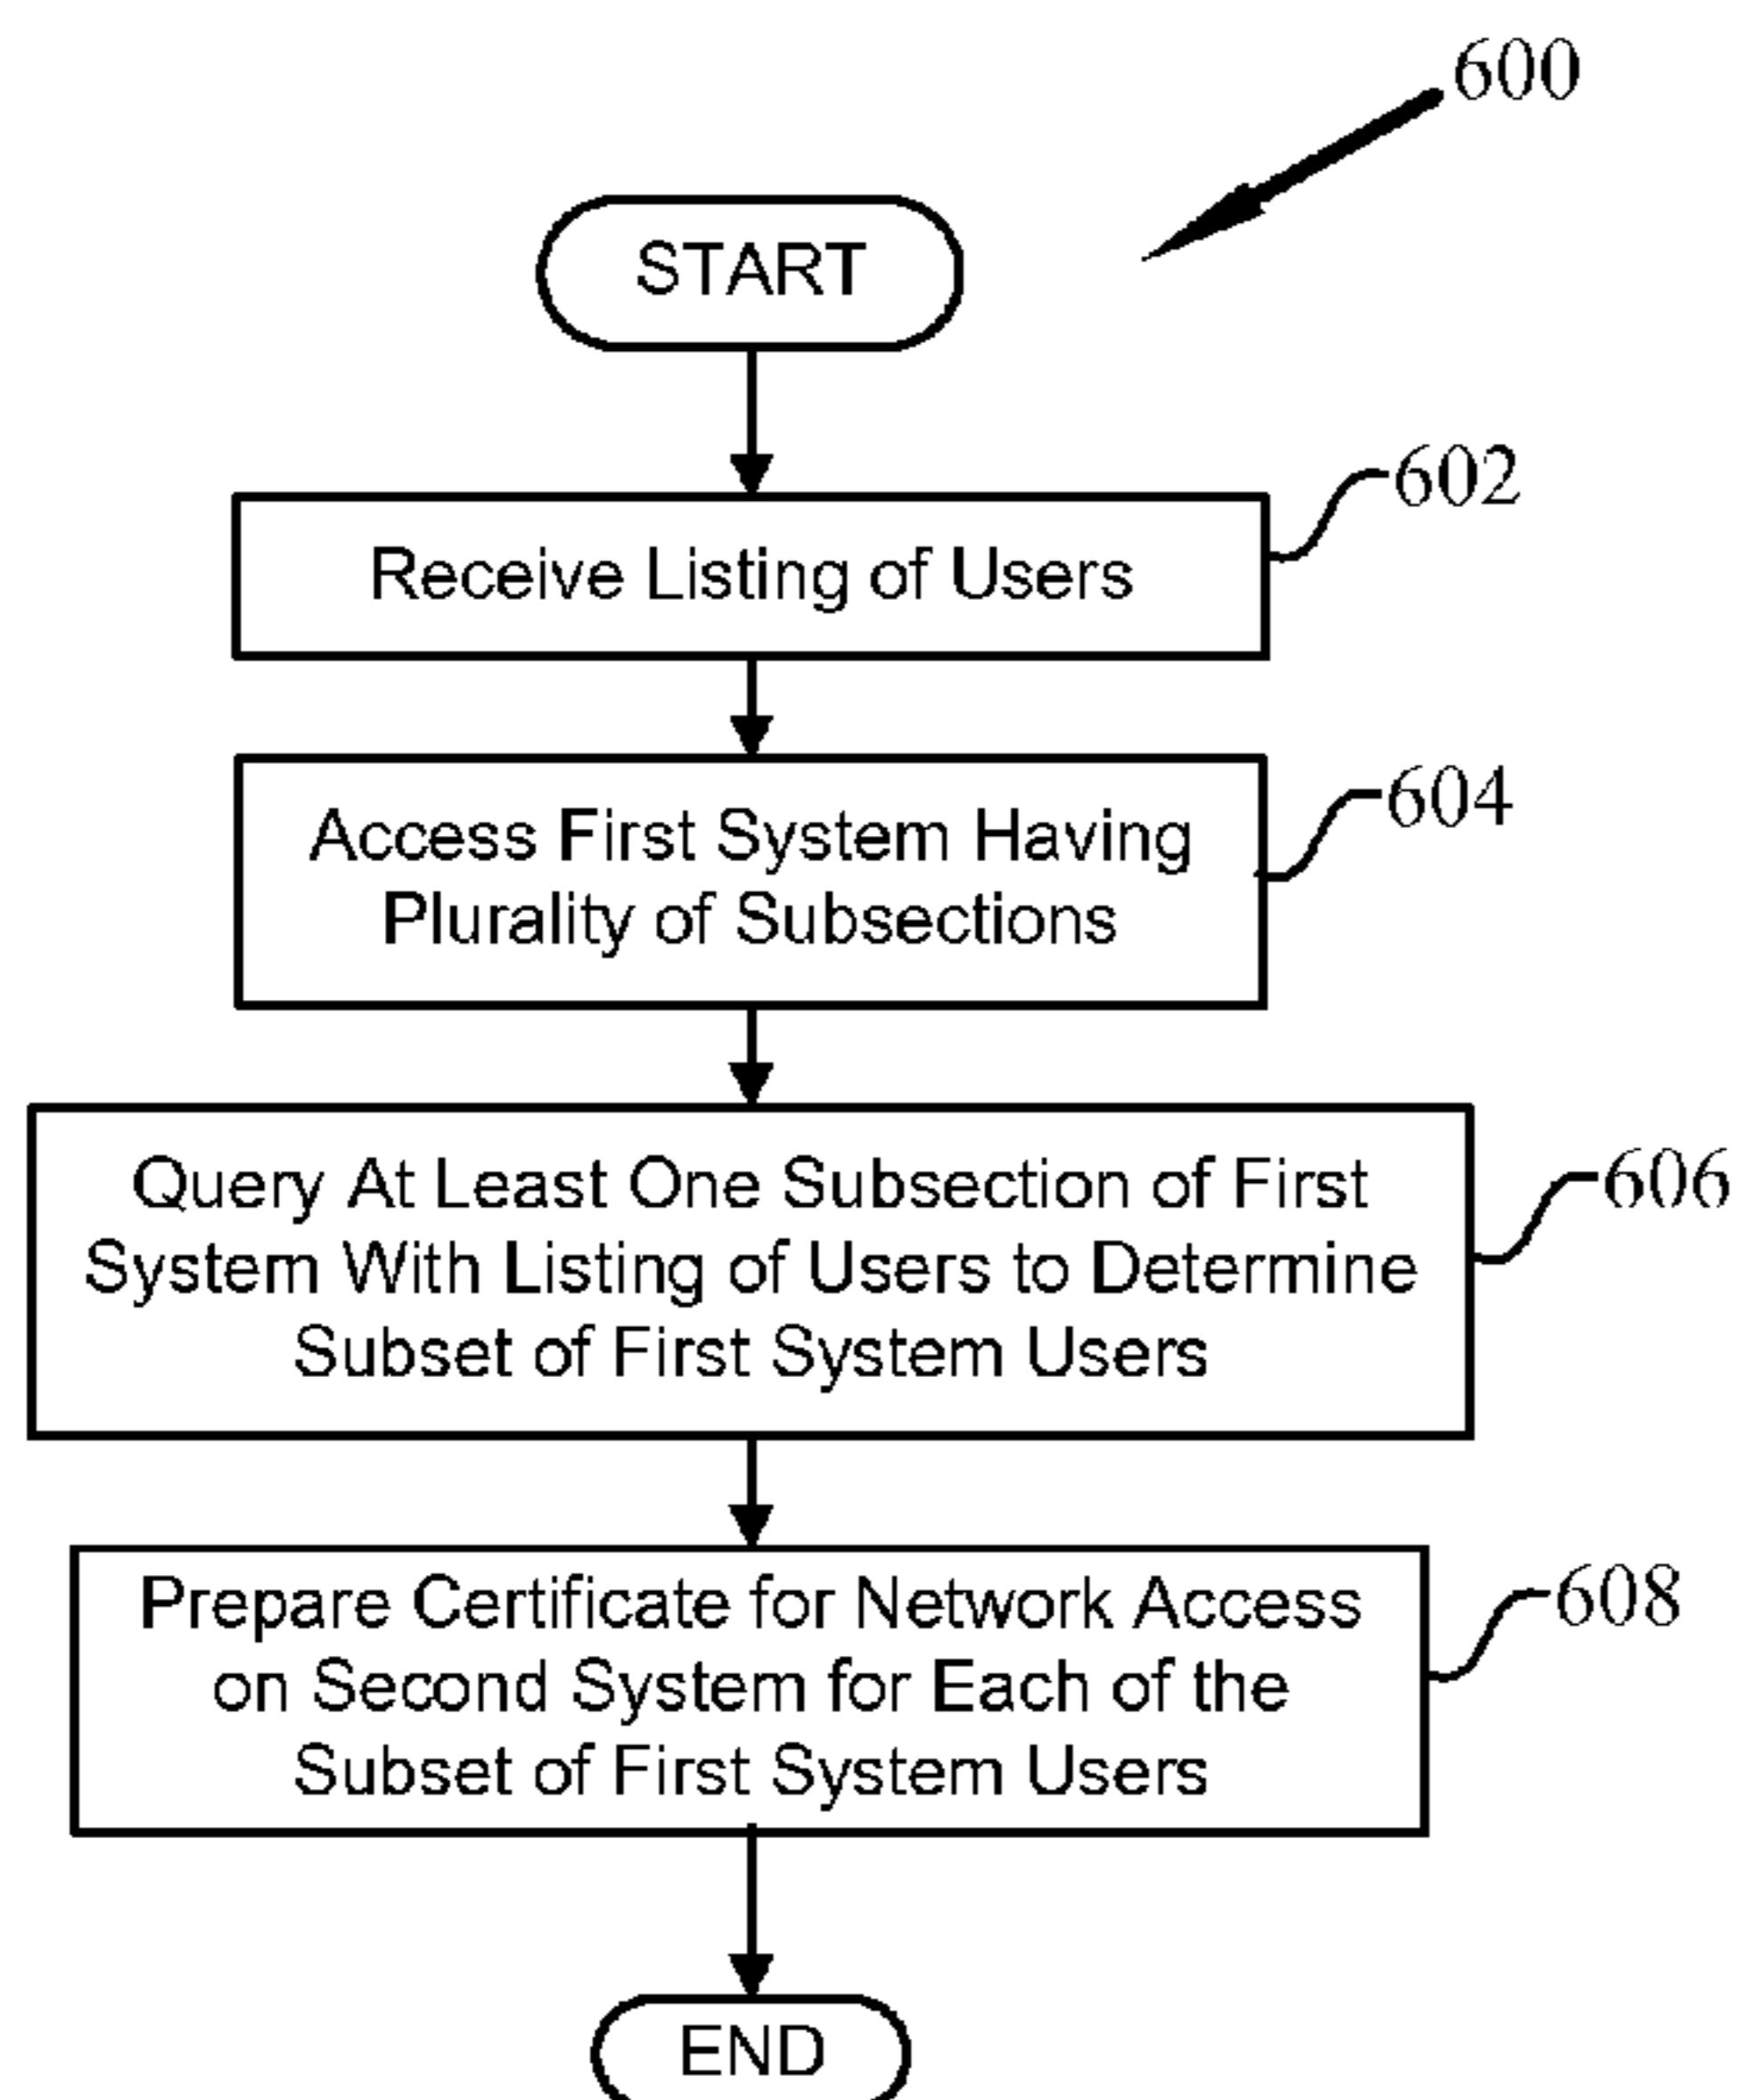 600
START
602
Receive Listing of Users
604
Access First System Having
Plurality of Subsections
606
Query At Least One Subsection of First
System With Listing of Users to Determine
Subset of First System Users
608
Prepare Certificate for Network Access
on Second System for Each of the
Subset of First System Users
END